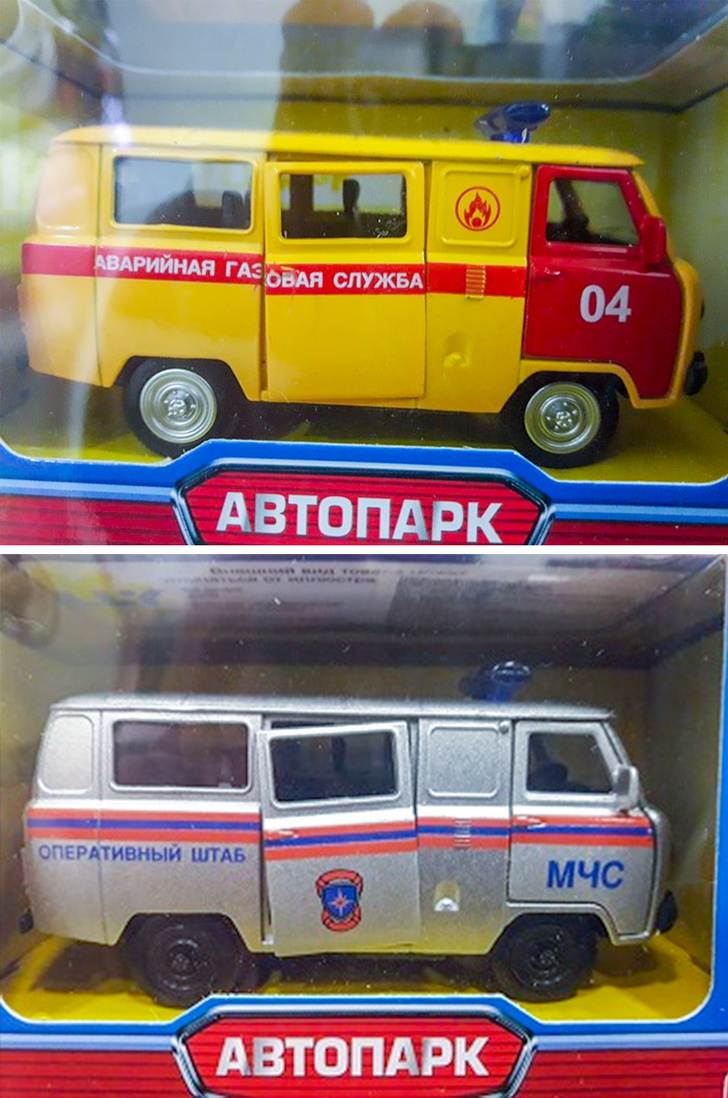 АВАРИЙНАЯ ГАЗОВАЯ СЛУЖБА
04
АВТОПАРК
ОПЕРАТИВНЫЙ ШТАБ
МЧС
АВТОПАРК